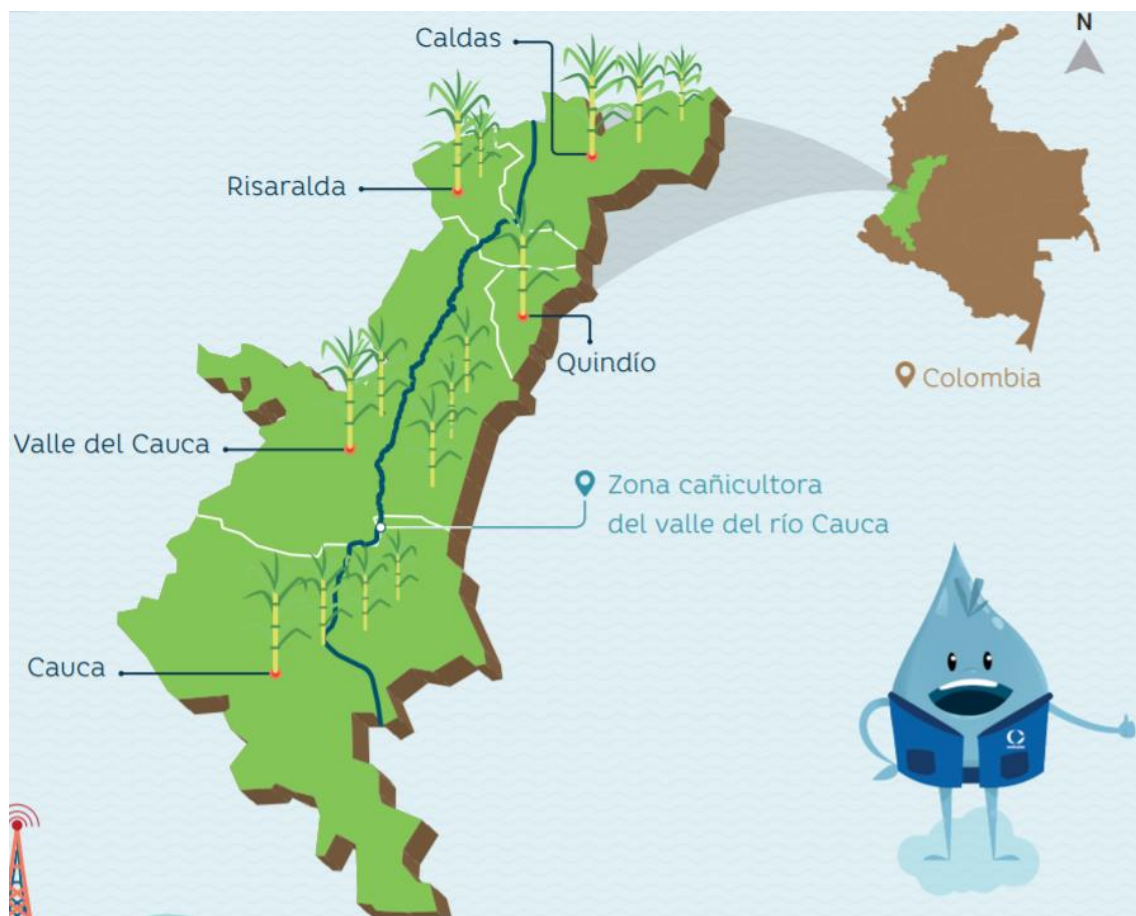 Caldas
N
Risaralda
Quindío
Colombia
Valle del Cauca
Zona cañicultora
del valle del río Cauca
Cauca